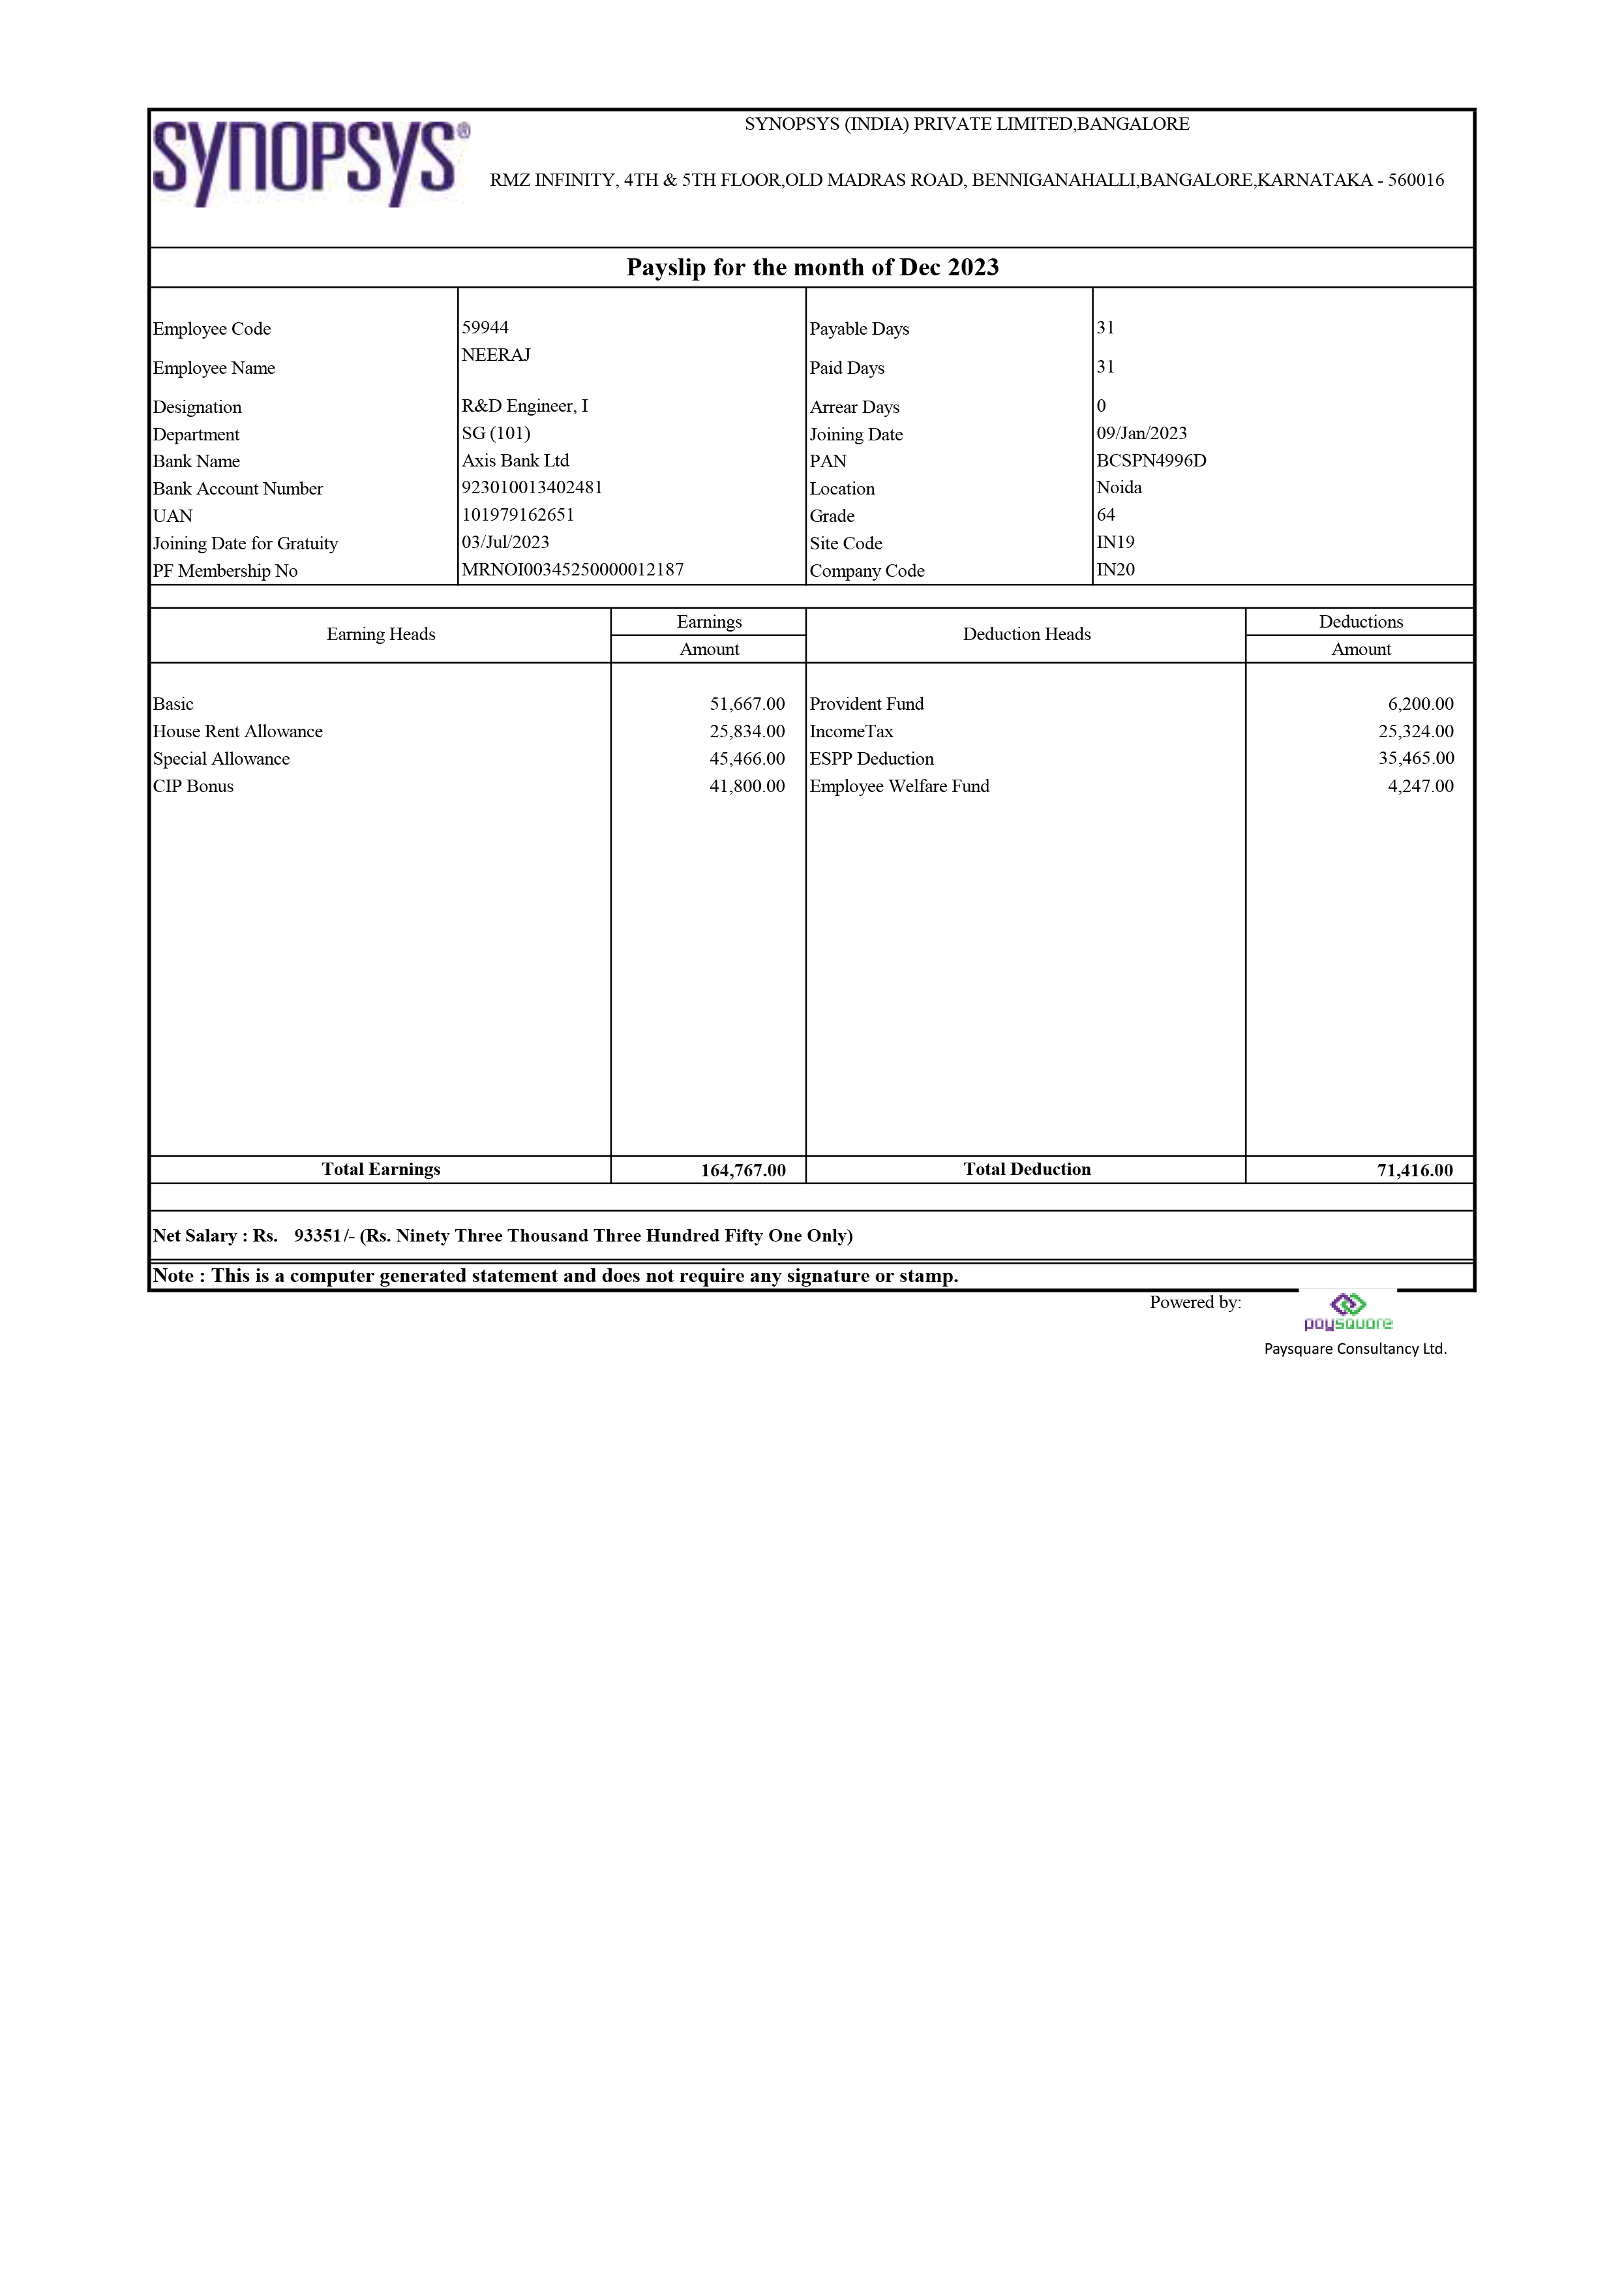 SYNOPSYS®
SYNOPSYS (INDIA) PRIVATE LIMITED,BANGALORE
RMZ INFINITY, 4TH & 5TH FLOOR,OLD MADRAS ROAD, BENNIGANAHALLI,BANGALORE,KARNATAKA - 560016
Payslip for the month of Dec 2023
Employee Code 59944 Payable Days 31
Employee Name NEERAJ Paid Days 31
Designation R&D Engineer, I Arrear Days 0
Department SG (101) Joining Date 09/Jan/2023
Bank Name Axis Bank Ltd PAN BCSPN4996D
Bank Account Number 923010013402481 Location Noida
UAN 101979162651 Grade 64
Joining Date for Gratuity 03/Jul/2023 Site Code IN19
PF Membership No MRNOI00345250000012187 Company Code IN20
Earning Heads Earnings Amount Deduction Heads Deductions Amount
Basic 51,667.00 Provident Fund 6,200.00
House Rent Allowance 25,834.00 IncomeTax 25,324.00
Special Allowance 45,466.00 ESPP Deduction 35,465.00
CIP Bonus 41,800.00 Employee Welfare Fund 4,247.00
Total Earnings 164,767.00 Total Deduction 71,416.00
Net Salary : Rs. 93351/- (Rs. Ninety Three Thousand Three Hundred Fifty One Only)
Note : This is a computer generated statement and does not require any signature or stamp.
Powered by:
paysquare
Paysquare Consultancy Ltd.